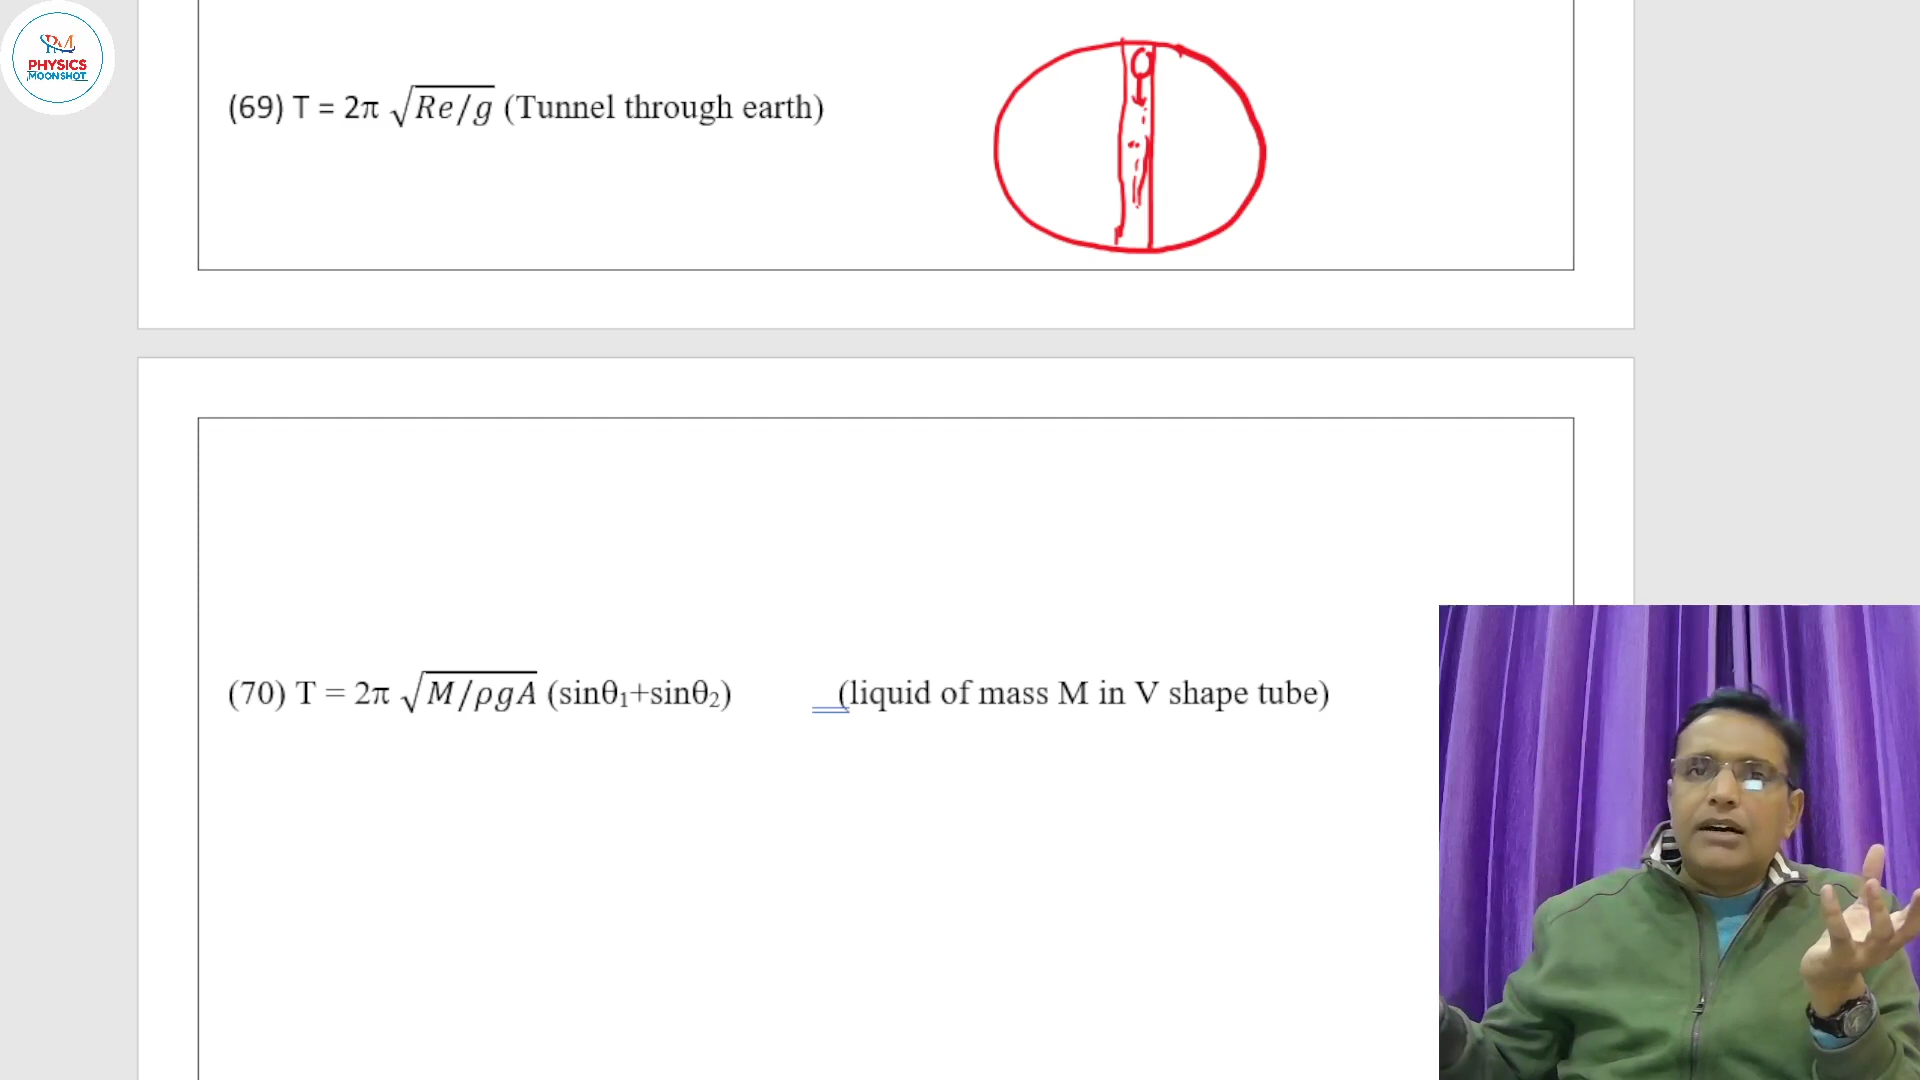 PHYSICS
MOONSHOT
(69) T = 2π √Re/g (Tunnel through earth)
(70) T = 2π √M/ρgA (sinθ₁+sinθ₂) (liquid of mass M in V shape tube)